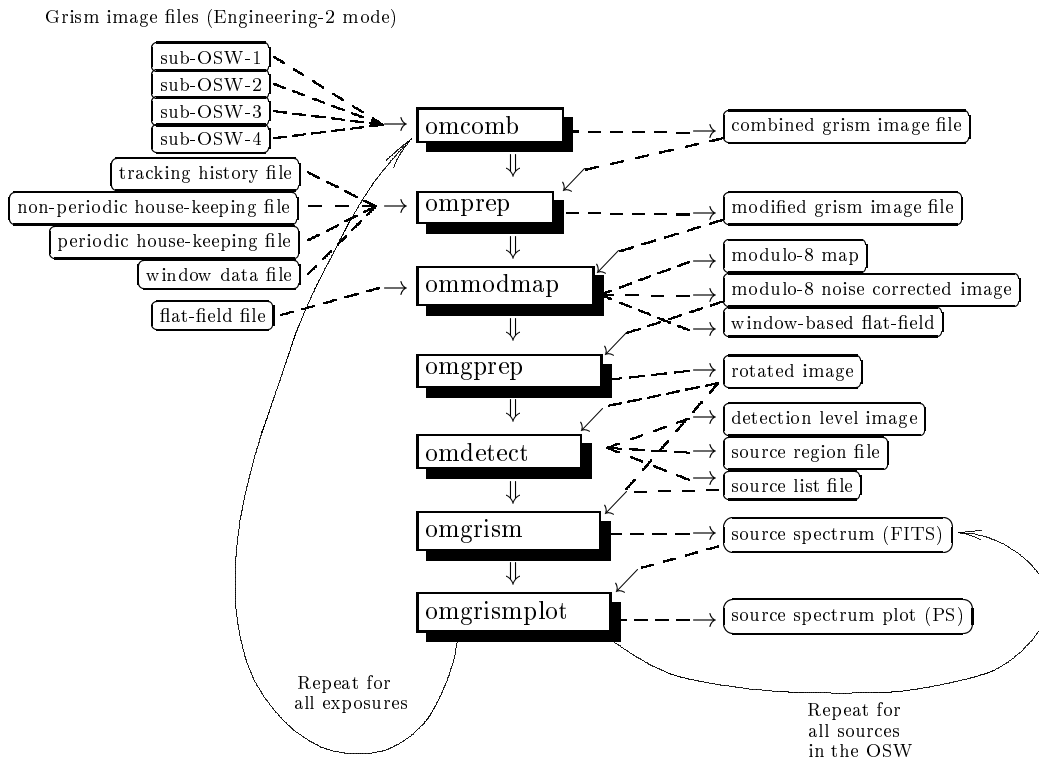 Grism image files (Engineering-2 mode)
sub-OSW-1
sub-OSW-2
sub-OSW-3
sub-OSW-4
tracking history file
non-periodic house-keeping file
periodic house-keeping file
window data file
flat-field file
omcomb
omprep
ommodmap
omgprep
omdetect
omgrism
omgrismplot
combined grism image file
modified grism image file
modulo-8 map
modulo-8 noise corrected image
window-based flat-field
rotated image
detection level image
source region file
source list file
source spectrum (FITS)
source spectrum plot (PS)
Repeat for
all exposures
Repeat for
all sources
in the OSW